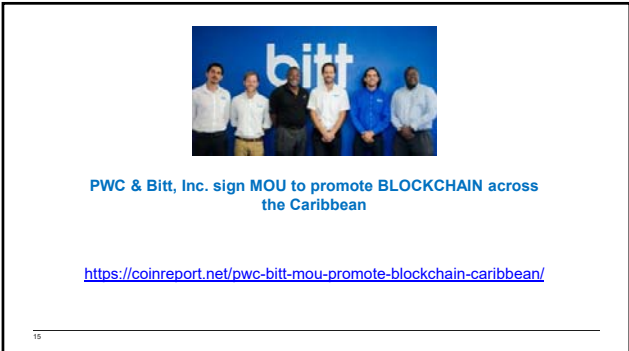 bitt
PWC & Bitt, Inc. sign MOU to promote BLOCKCHAIN across
the Caribbean
https://coinreport.net/pwc-bitt-mou-promote-blockchain-caribbean/
15